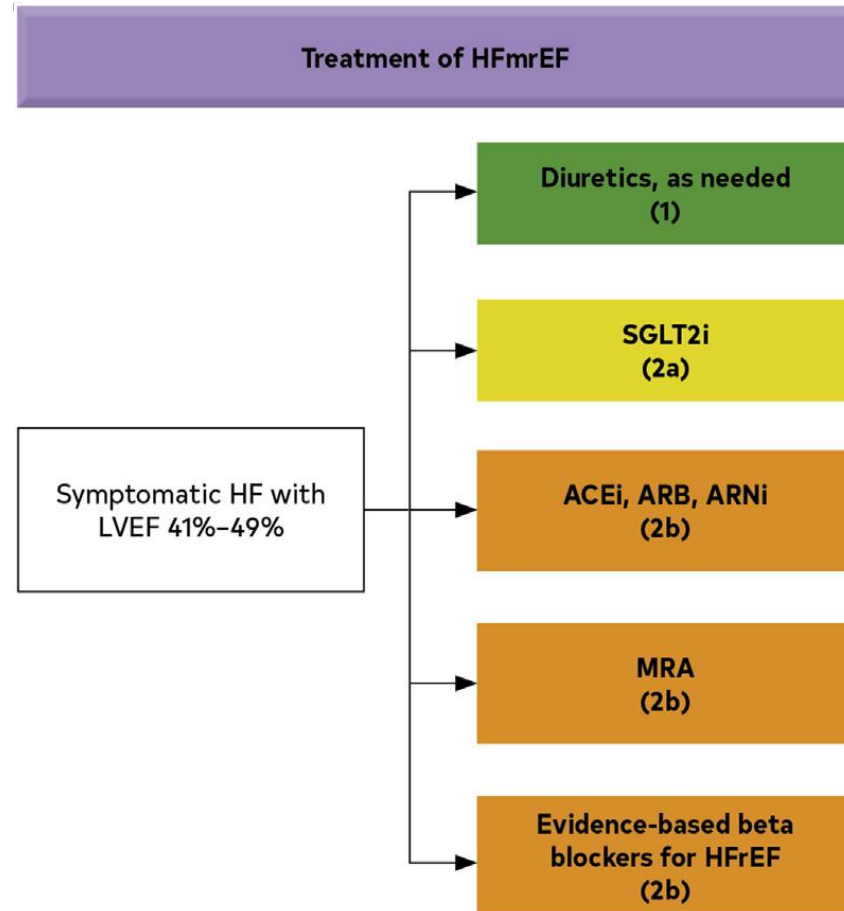 Treatment of HFmrEF
Diuretics, as needed
(1)
SGLT2i
(2a)
Symptomatic HF with
LVEF 41%–49%
ACEi, ARB, ARNi
(2b)
MRA
(2b)
Evidence-based beta
blockers for HFrEF
(2b)